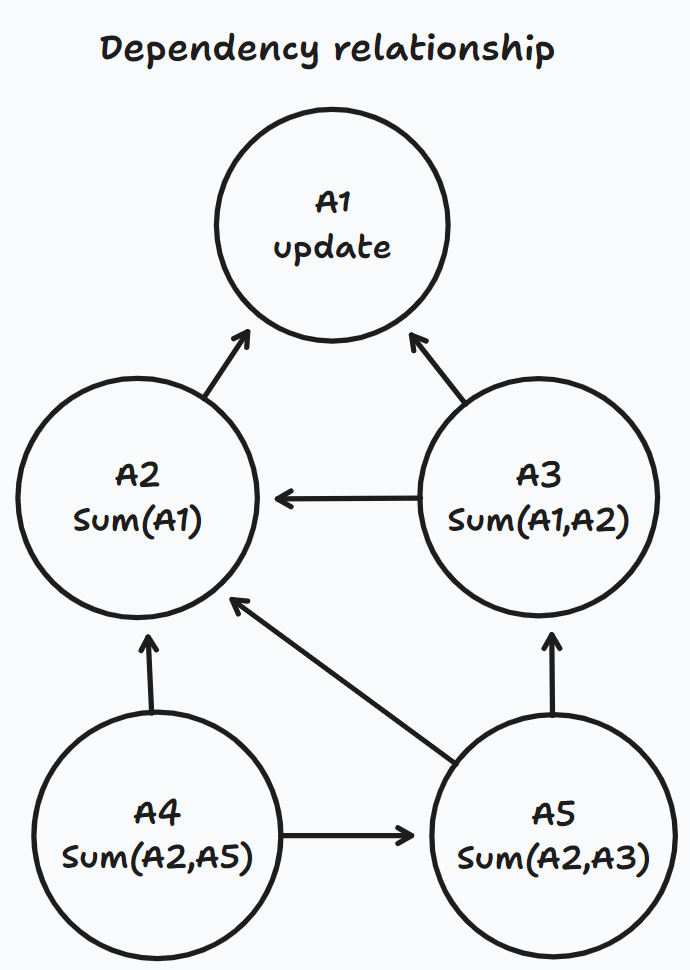 Dependency relationship
A1
update
A2
Sum(A1)
A3
Sum(A1,A2)
A4
Sum(A2,A5)
A5
Sum(A2,A3)